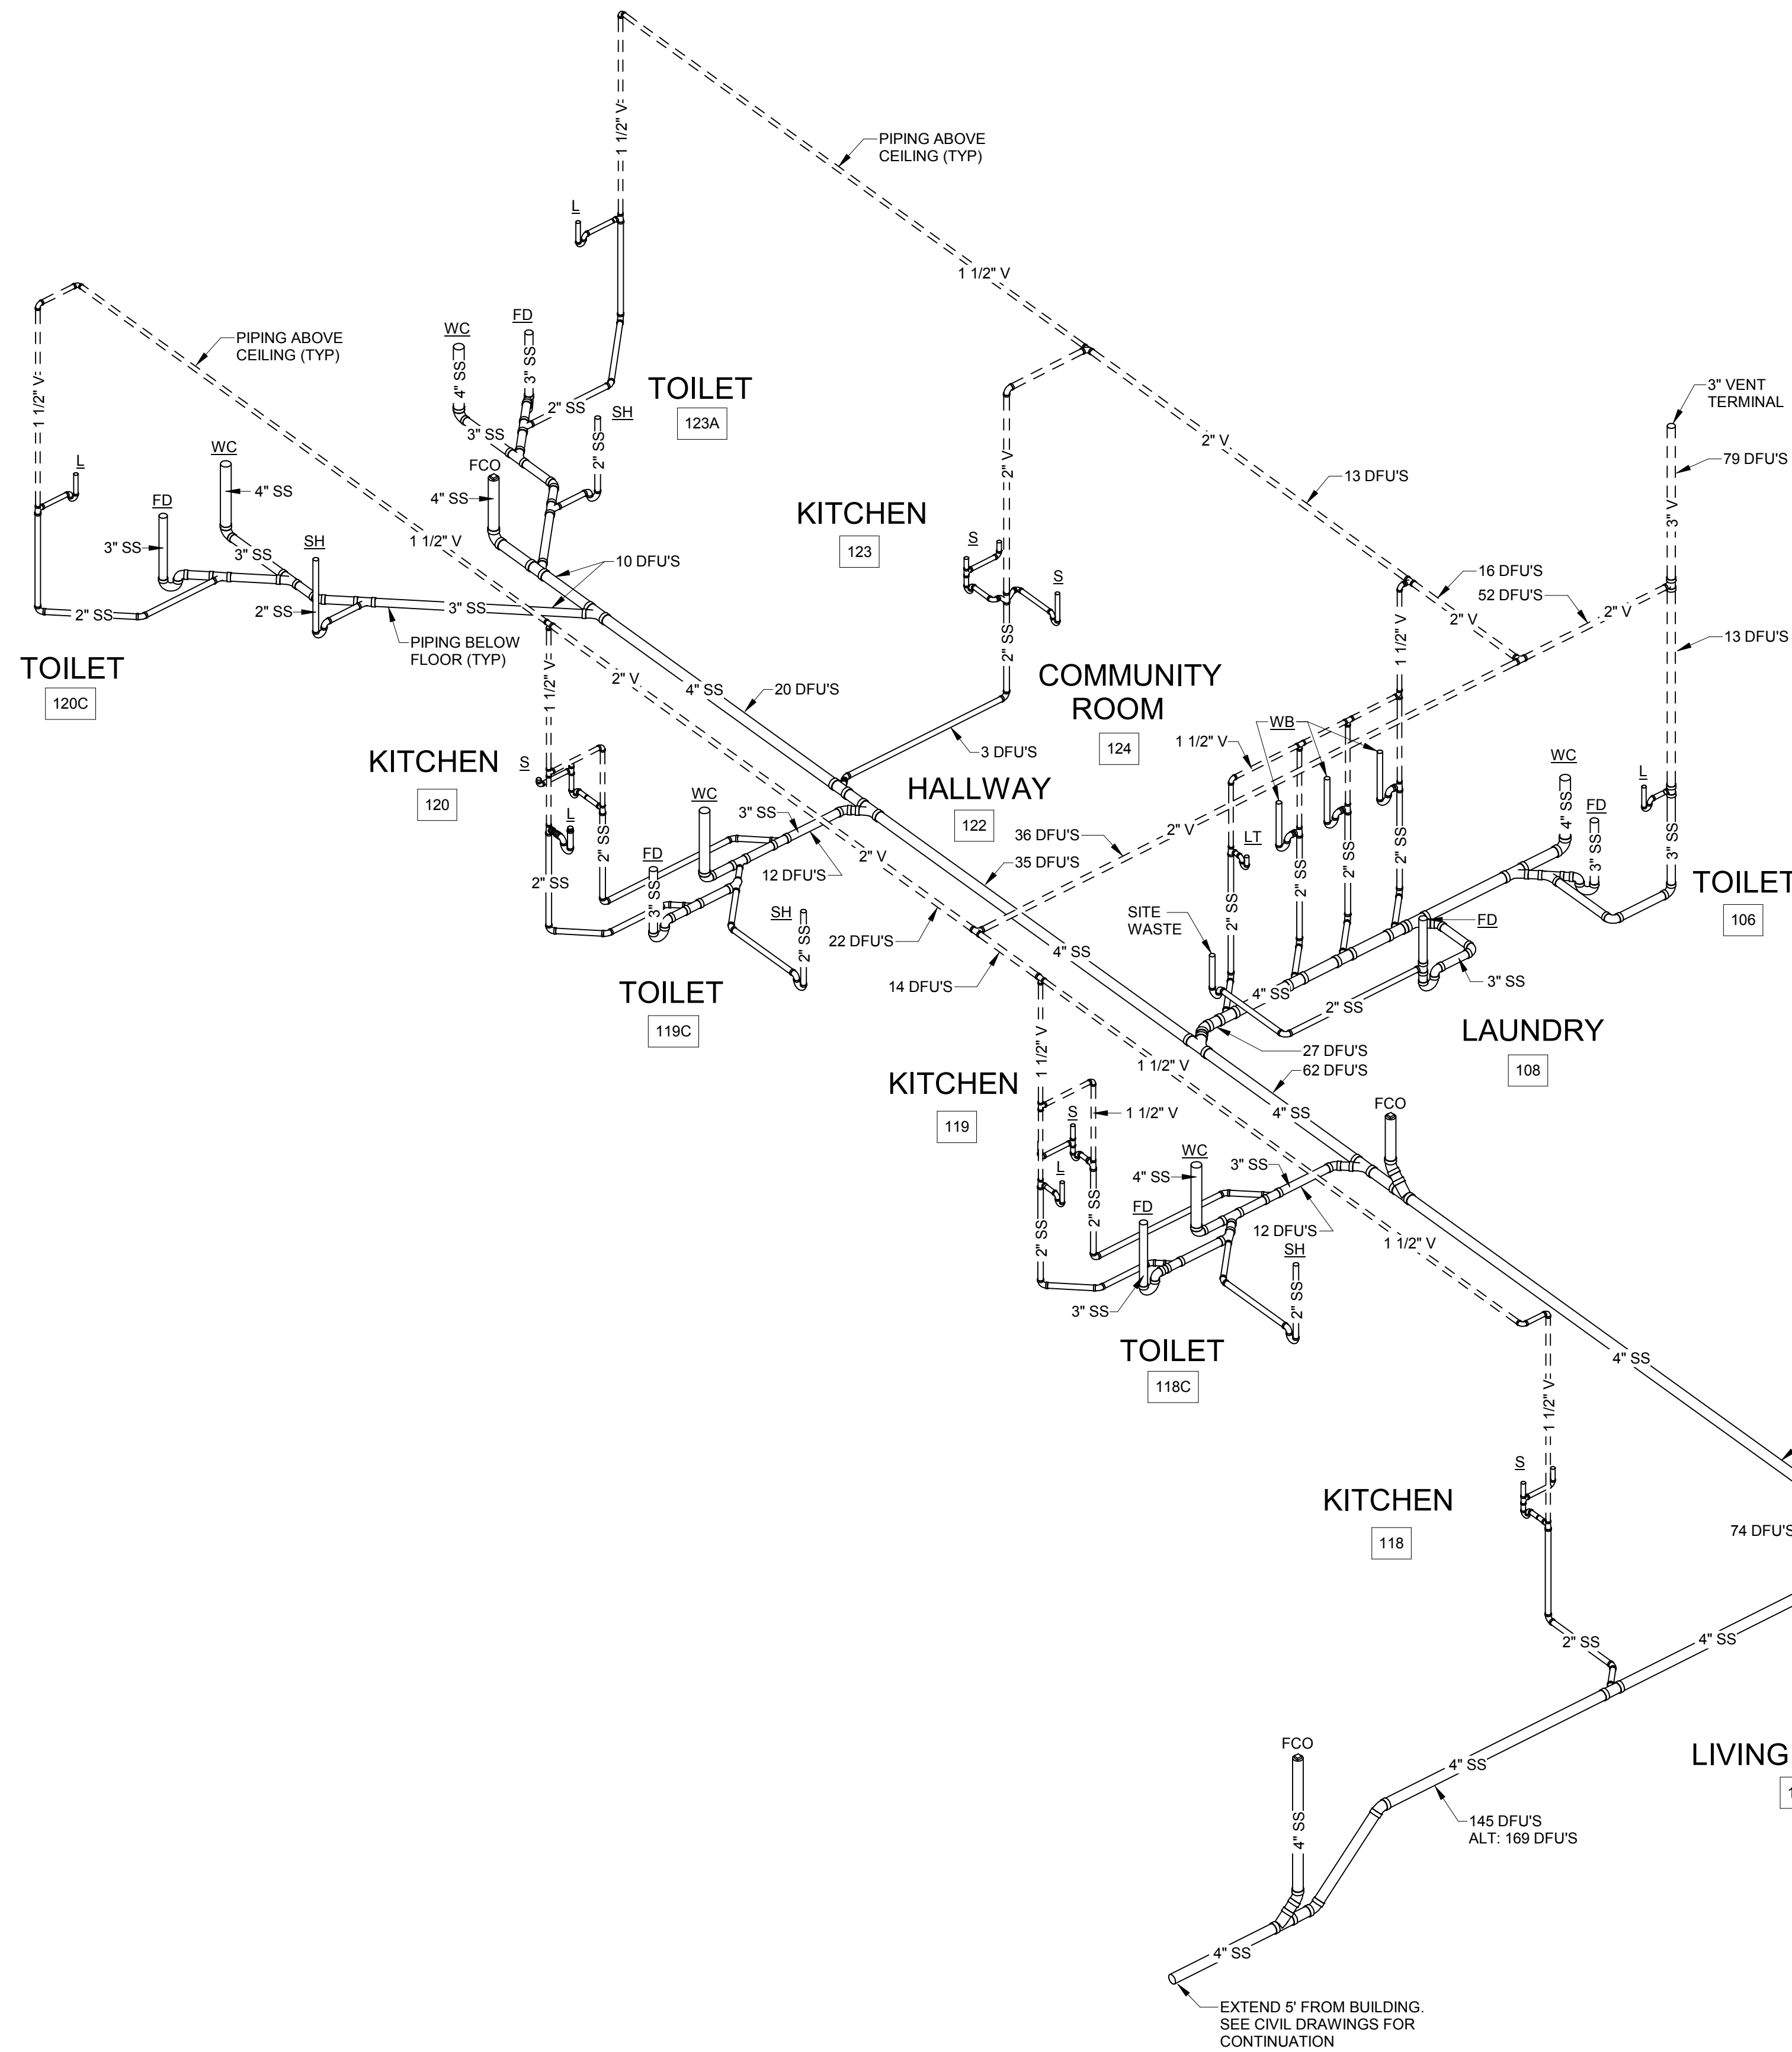 PIPING ABOVE
CEILING (TYP)
1 1/2" V
L
1 1/2" V
PIPING ABOVE
CEILING (TYP)
1 1/2" V
WC
FD
4" SS
3" SS
2" SS
3" SS
SH
2" SS
TOILET
123A
FCO
4" SS
10 DFU'S
L
WC
4" SS
FD
3" SS
3" SS
SH
2" SS
2" SS
3" SS
1 1/2" V
PIPING BELOW
FLOOR (TYP)
TOILET
120C
2" V
13 DFU'S
3" VENT
TERMINAL
79 DFU'S
3" V
KITCHEN
123
2" V
S
S
2" SS
3 DFU'S
16 DFU'S
52 DFU'S
2" V
2" V
13 DFU'S
1 1/2" V
COMMUNITY
ROOM
124
4" SS
20 DFU'S
1 1/2" V
2" V
KITCHEN
120
S
L
2" SS
2" SS
WC
3" SS
FD
3" SS
12 DFU'S
SH
2" SS
TOILET
119C
HALLWAY
122
35 DFU'S
36 DFU'S
2" V
2" V
22 DFU'S
14 DFU'S
4" SS
WB
1 1/2" V
LT
2" SS
2" SS
2" SS
2" SS
SITE
WASTE
WC
4" SS
FD
3" SS
L
3" SS
TOILET
106
FD
3" SS
4" SS
2" SS
LAUNDRY
108
27 DFU'S
62 DFU'S
4" SS
FCO
1 1/2" V
1 1/2" V
KITCHEN
119
1 1/2" V
S
L
2" SS
2" SS
WC
4" SS
3" SS
FD
12 DFU'S
3" SS
SH
2" SS
TOILET
118C
1 1/2" V
4" SS
1 1/2" V
S
KITCHEN
118
74 DFU'S
2" SS
4" SS
LIVING
FCO
4" SS
4" SS
145 DFU'S
ALT: 169 DFU'S
4" SS
EXTEND 5' FROM BUILDING.
SEE CIVIL DRAWINGS FOR
CONTINUATION